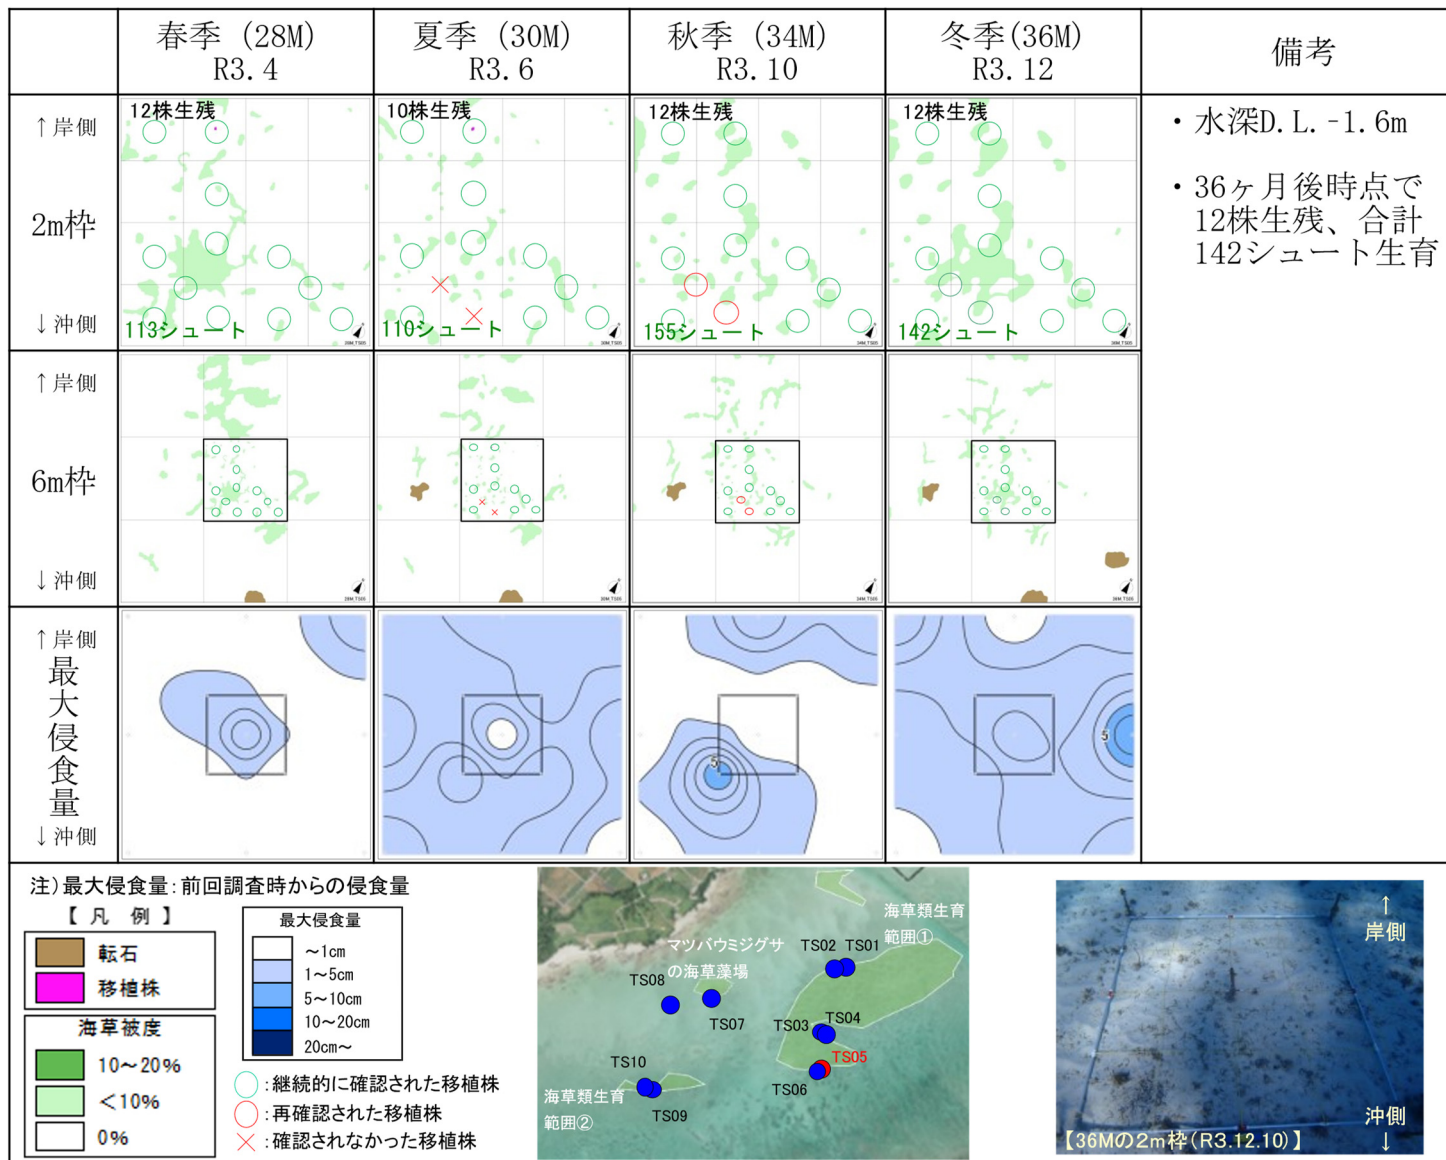 春季 (28M)
R3.4
夏季 (30M)
R3.6
秋季 (34M)
R3.10
冬季(36M)
R3.12
備考
↑岸側
2m枠
↓沖側
12株生残
113シュート
10株生残
110シュート
12株生残
155シュート
12株生残
142シュート
・水深D.L.-1.6m
・36ヶ月後時点で
12株生残、合計
142シュート生育
↑岸側
6m枠
↓沖側
↑岸側
最大侵食量
↓沖側
5
5
注)最大侵食量:前回調査時からの侵食量
【 凡 例 】
転石
移植株
海草被度
10~20%
<10%
0%
最大侵食量
~1cm
1~5cm
5~10cm
10~20cm
20cm~
:継続的に確認された移植株
:再確認された移植株
:確認されなかった移植株
海草類生育
範囲①
マツバウミジグサ
の海草藻場
TS02
TS01
TS08
TS07
TS03
TS04
TS05
TS06
TS10
TS09
海草類生育
範囲②
↑
岸側
沖側
↓
【36Mの2m枠(R3.12.10)】